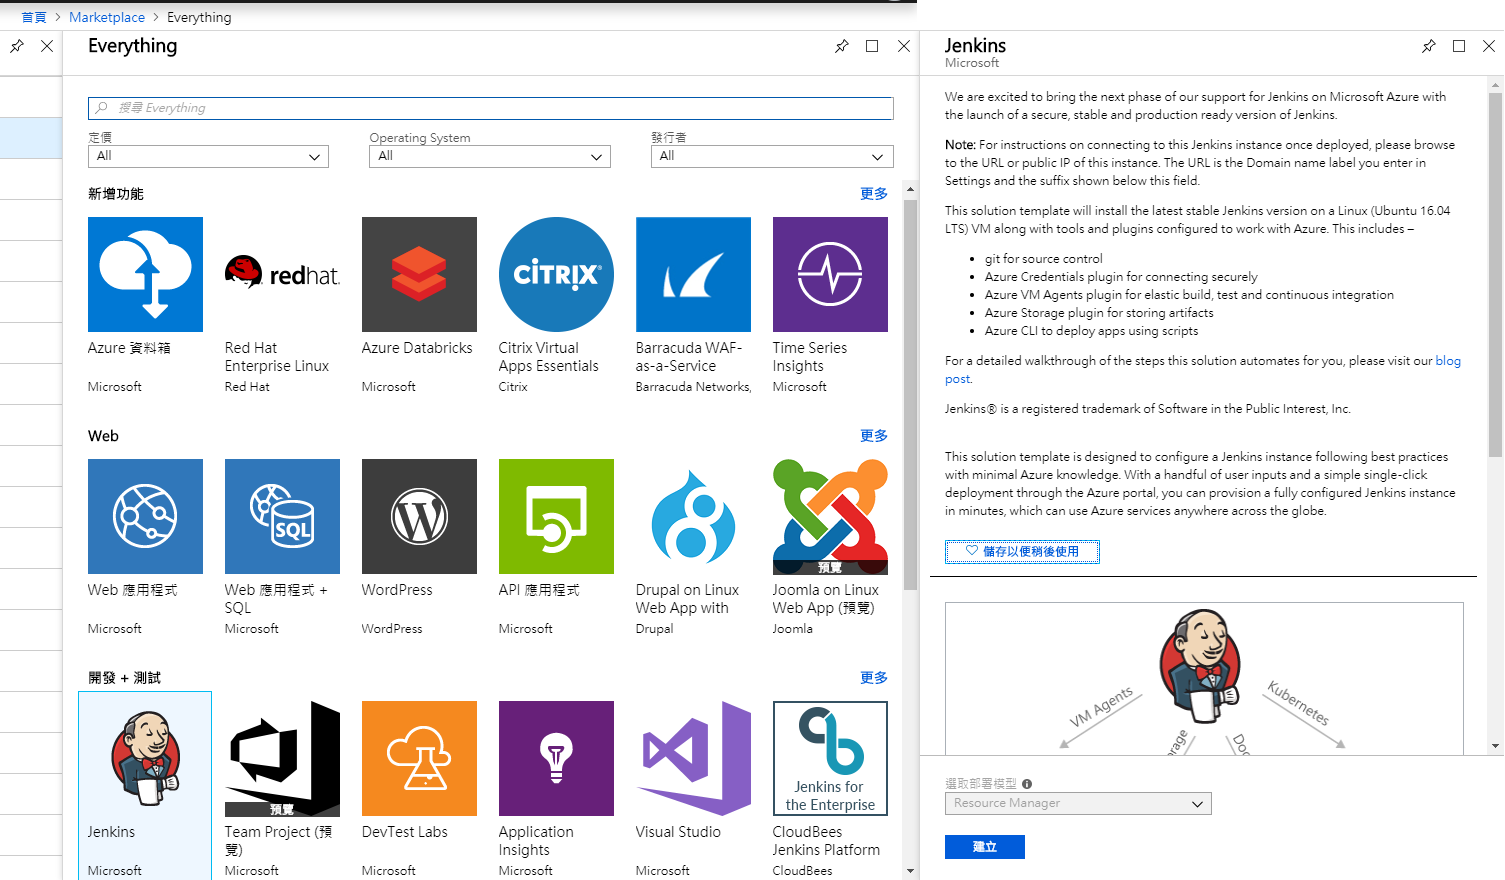 首頁 > Marketplace > Everything
Everything
搜尋 Everything
定價
Operating System
發行者
All
All
All
新增功能
更多
redhat.
CİTRIX®
Azure 資料箱
Microsoft
Red Hat
Enterprise Linux
Red Hat
Azure Databricks
Microsoft
Citrix Virtual
Apps Essentials
Citrix
Barracuda WAF-
as-a-Service
Barracuda Networks,
Time Series
Insights
Microsoft
Web
更多
SQL
預覽
Web 應用程式
Microsoft
Web 應用程式 +
SQL
Microsoft
WordPress
WordPress
API 應用程式
Microsoft
Drupal on Linux
Web App with
Drupal
Joomla on Linux
Web App (預覽)
Joomla
開發 + 測試
更多
預覽
Jenkins for
the Enterprise
Jenkins
Microsoft
Team Project (預
覽)
Microsoft
DevTest Labs
Microsoft
Application
Insights
Microsoft
Visual Studio
Microsoft
CloudBees
Jenkins Platform
CloudBees
Jenkins
Microsoft
We are excited to bring the next phase of our support for Jenkins on Microsoft Azure with
the launch of a secure, stable and production ready version of Jenkins.
Note: For instructions on connecting to this Jenkins instance once deployed, please browse
to the URL or public IP of this instance. The URL is the Domain name label you enter in
Settings and the suffix shown below this field.
This solution template will install the latest stable Jenkins version on a Linux (Ubuntu 16.04
LTS) VM along with tools and plugins configured to work with Azure. This includes –
• git for source control
• Azure Credentials plugin for connecting securely
• Azure VM Agents plugin for elastic build, test and continuous integration
• Azure Storage plugin for storing artifacts
• Azure CLI to deploy apps using scripts
For a detailed walkthrough of the steps this solution automates for you, please visit our blog
post.
Jenkins® is a registered trademark of Software in the Public Interest, Inc.
This solution template is designed to configure a Jenkins instance following best practices
with minimal Azure knowledge. With a handful of user inputs and a simple single-click
deployment through the Azure portal, you can provision a fully configured Jenkins instance
in minutes, which can use Azure services anywhere across the globe.
儲存以便稍後使用
VM Agents
Kubernetes
選取部署模型
Resource Manager
建立